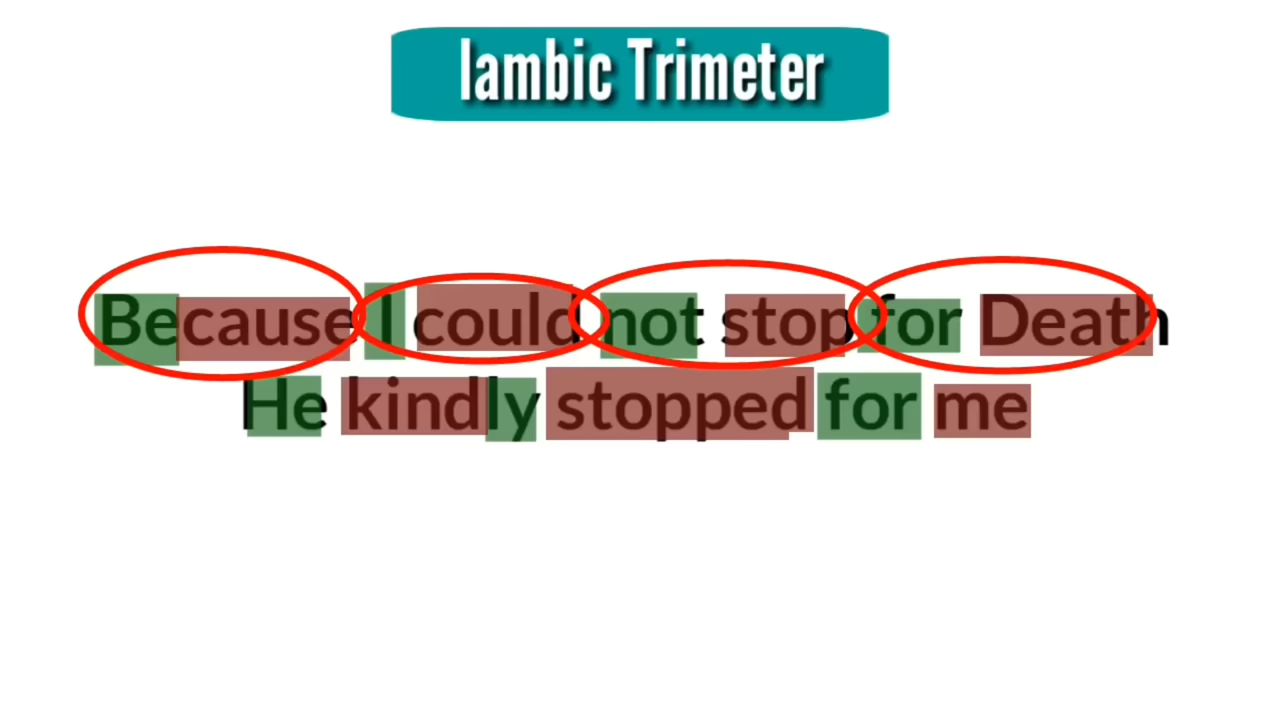 Iambic Trimeter
Because I could not stop for Death
He kindly stopped for me